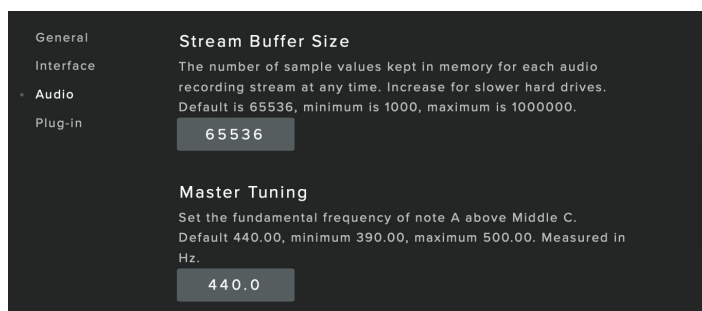 General
Interface
Audio
Plug-in
Stream Buffer Size
The number of sample values kept in memory for each audio
recording stream at any time. Increase for slower hard drives.
Default is 65536, minimum is 1000, maximum is 1000000.
65536
Master Tuning
Set the fundamental frequency of note A above Middle C.
Default 440.00, minimum 390.00, maximum 500.00. Measured in
Hz.
440.0